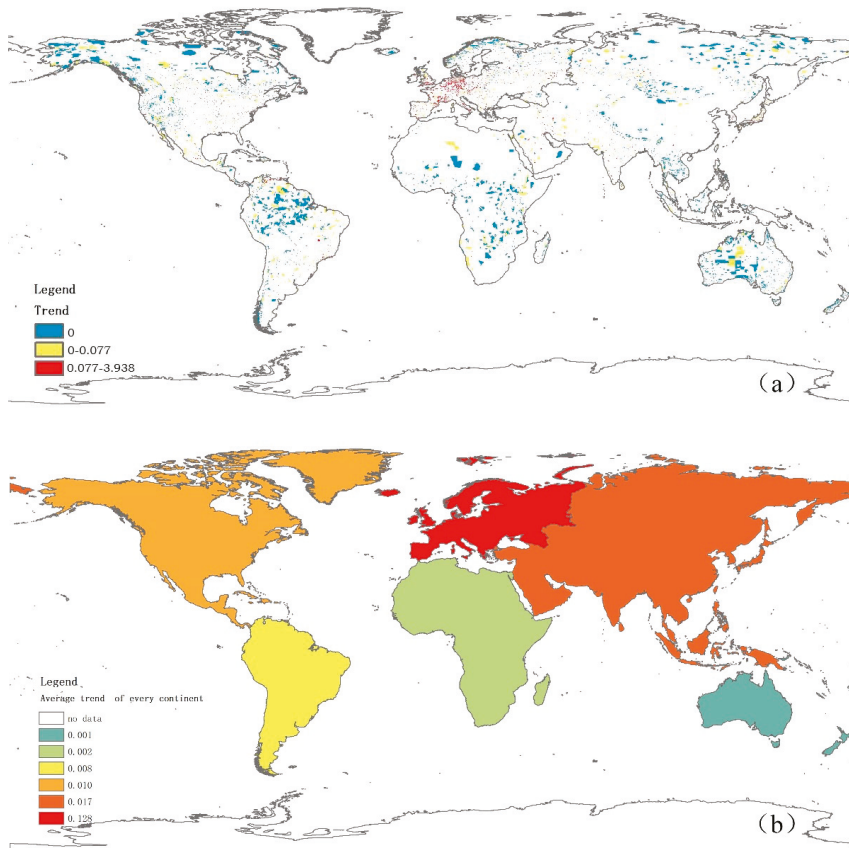 Legend
Trend
0
0-0.077
0.077-3.938
(a)
Legend
Average trend of every continent
no data
0.001
0.002
0.008
0.010
0.017
0.128
(b)